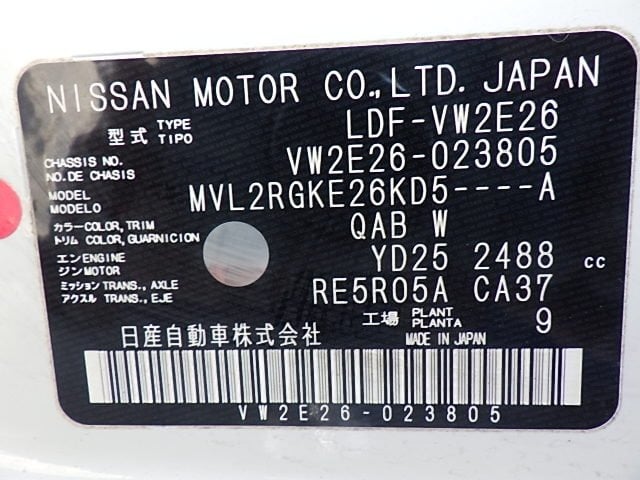 NISSAN MOTOR CO.,LTD. JAPAN
型式 TYPE TIPO LDF-VW2E26
CHASSIS NO. NO.DE CHASIS VW2E26-023805
MODEL MODELO MVL2RGKE26KD5----A
カラー COLOR, TRIM トリム COLOR, GUARNICION QAB W
エンジン ENGINE MOTOR YD25 2488 cc
ミッション TRANS., AXLE アクスル TRANS., EJE RE5R05A CA37
工場 PLANT PLANTA 9
日産自動車株式会社 MADE IN JAPAN
VW2E26-023805